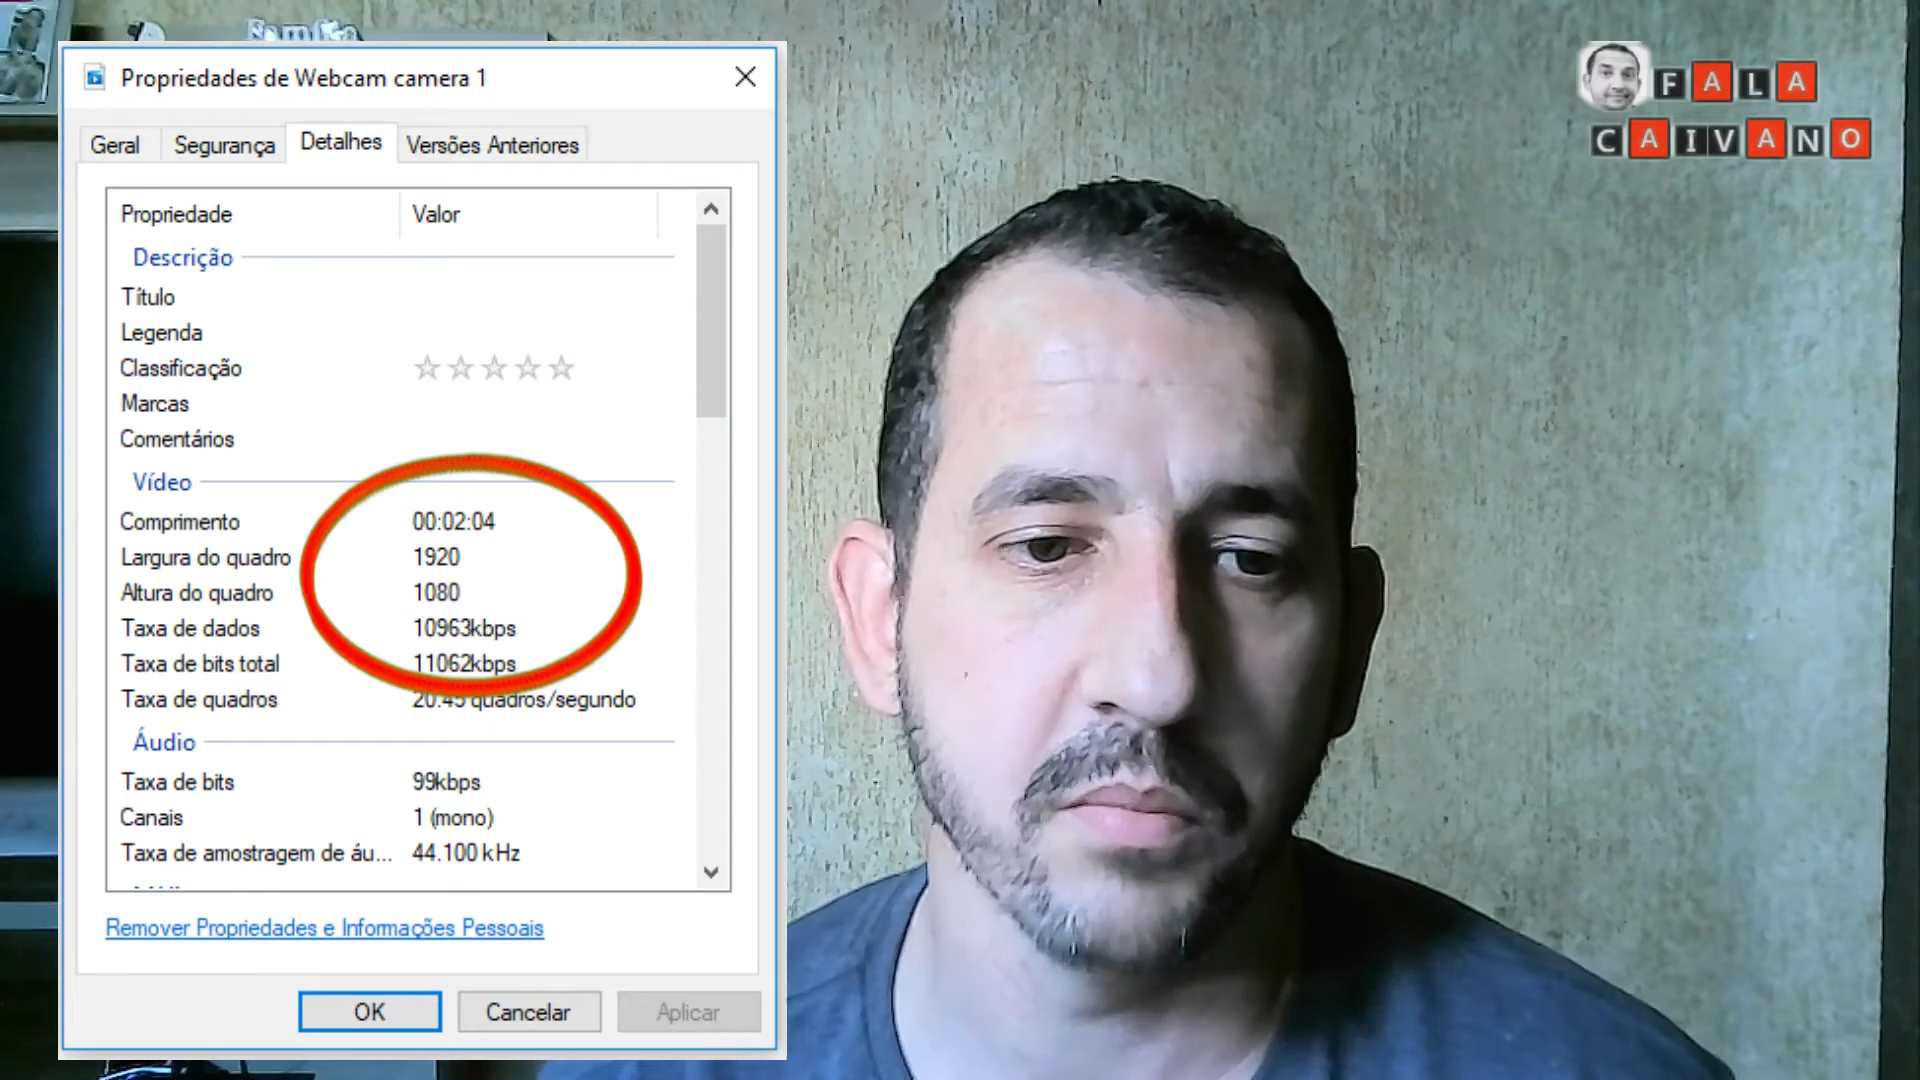 Propriedades de Webcam camera 1
Geral Segurança Detalhes Versões Anteriores
Propriedade Valor
Descrição
Título
Legenda
Classificação
Marcas
Comentários
Vídeo
Comprimento 00:02:04
Largura do quadro 1920
Altura do quadro 1080
Taxa de dados 10963kbps
Taxa de bits total 11062kbps
Taxa de quadros 20.45 quadros/segundo
Áudio
Taxa de bits 99kbps
Canais 1 (mono)
Taxa de amostragem de áu... 44.100 kHz
Remover Propriedades e Informações Pessoais
OK Cancelar Aplicar
FALA
CAIVANO